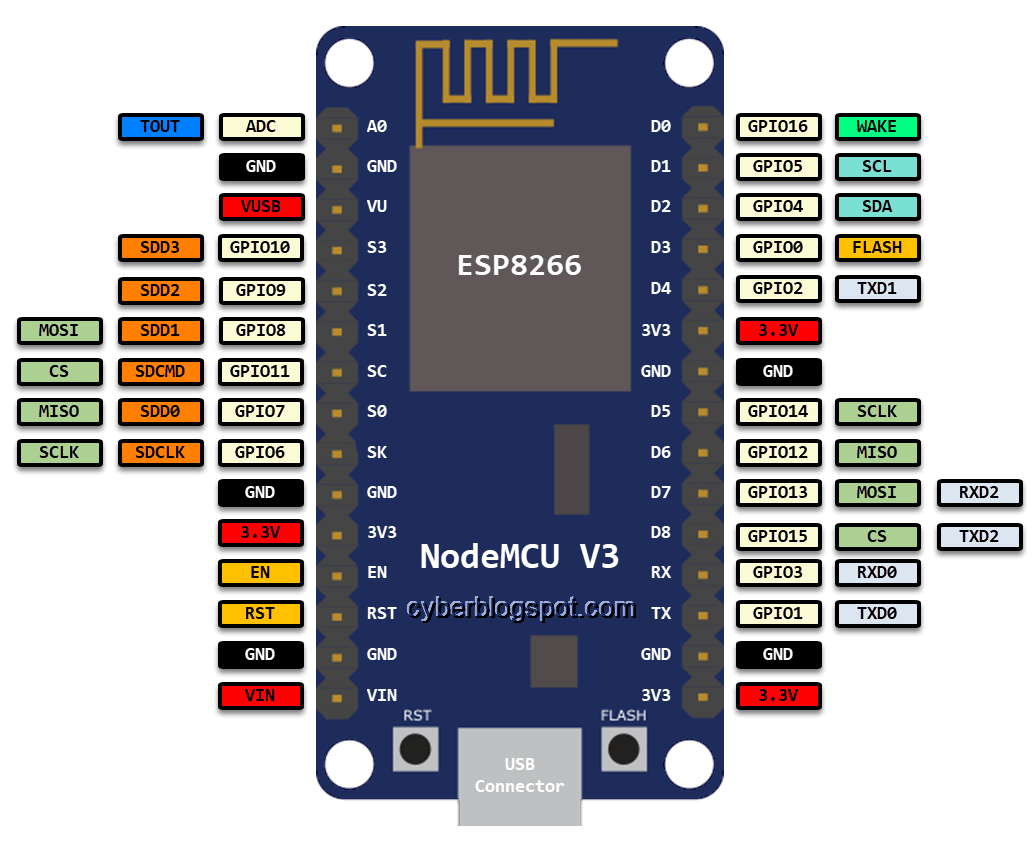 TOUT ADC A0 D0 GPIO16 WAKE
GND GND D1 GPIO5 SCL
VUSB VU D2 GPIO4 SDA
SDD3 GPIO10 S3 D3 GPIO0 FLASH
ESP8266
SDD2 GPIO9 S2 D4 GPIO2 TXD1
MOSI SDD1 GPIO8 S1 3V3 3.3V
CS SDCMD GPIO11 SC GND GND
MISO SDD0 GPIO7 S0 D5 GPIO14 SCLK
SCLK SDCLK GPIO6 SK D6 GPIO12 MISO
GND GND D7 GPIO13 MOSI RXD2
3.3V 3V3 D8 GPIO15 CS TXD2
NodeMCU V3
EN EN RX GPIO3 RXD0
cyberblogspot.com
RST RST TX GPIO1 TXD0
GND GND GND GND
VIN VIN 3V3 3.3V
RST FLASH
USB
Connector